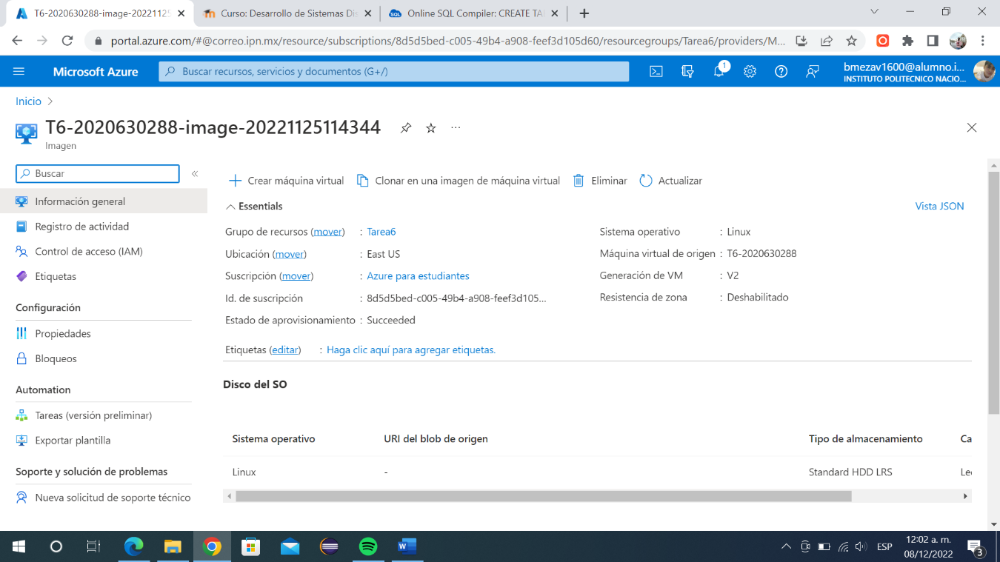 T6-2020630288-image-2022112
Curso: Desarrollo de Sistemas Dis
Online SQL Compiler: CREATE TA
portal.azure.com/#@correo.ipn.mx/resource/subscriptions/8d5d5bed-c005-49b4-a908-feef3d105d60/resourcegroups/Tarea6/providers/M...
Microsoft Azure
Buscar recursos, servicios y documentos (G+/)
1
bmezav1600@alumno.i...
INSTITUTO POLITECNICO NACIO...
Inicio
T6-2020630288-image-20221125114344
...
Imagen
Buscar
Información general
Registro de actividad
Control de acceso (IAM)
Etiquetas
Configuración
Propiedades
Bloqueos
Automation
Tareas (versión preliminar)
Exportar plantilla
Soporte y solución de problemas
Nueva solicitud de soporte técnico
Crear máquina virtual
Clonar en una imagen de máquina virtual
Eliminar
Actualizar
Essentials
Vista JSON
Grupo de recursos (mover) : Tarea6
Ubicación (mover) : East US
Suscripción (mover) : Azure para estudiantes
Id. de suscripción : 8d5d5bed-c005-49b4-a908-feef3d105...
Estado de aprovisionamiento : Succeeded
Sistema operativo : Linux
Máquina virtual de origen : T6-2020630288
Generación de VM : V2
Resistencia de zona : Deshabilitado
Etiquetas (editar) : Haga clic aquí para agregar etiquetas.
Disco del SO
Sistema operativo URI del blob de origen Tipo de almacenamiento Ca
Linux - Standard HDD LRS Le
ESP
12:02 a. m.
08/12/2022
3